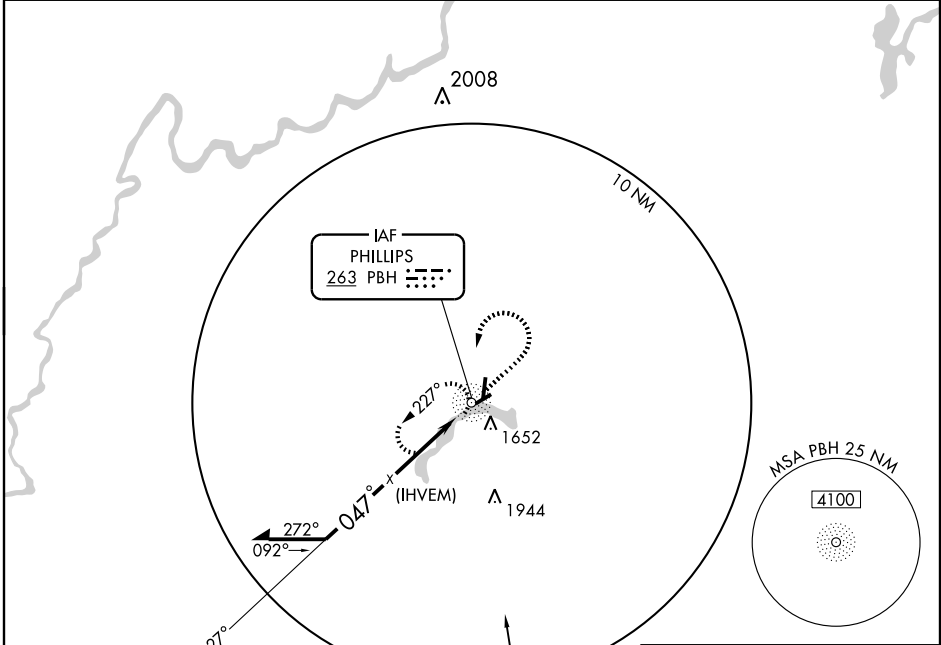 2008
10 NM
IAF
PHILLIPS
263 PBH
227°
1652
MSA PBH 25 NM
4100
(IHVEM)
1944
047°
272°
092°
27°